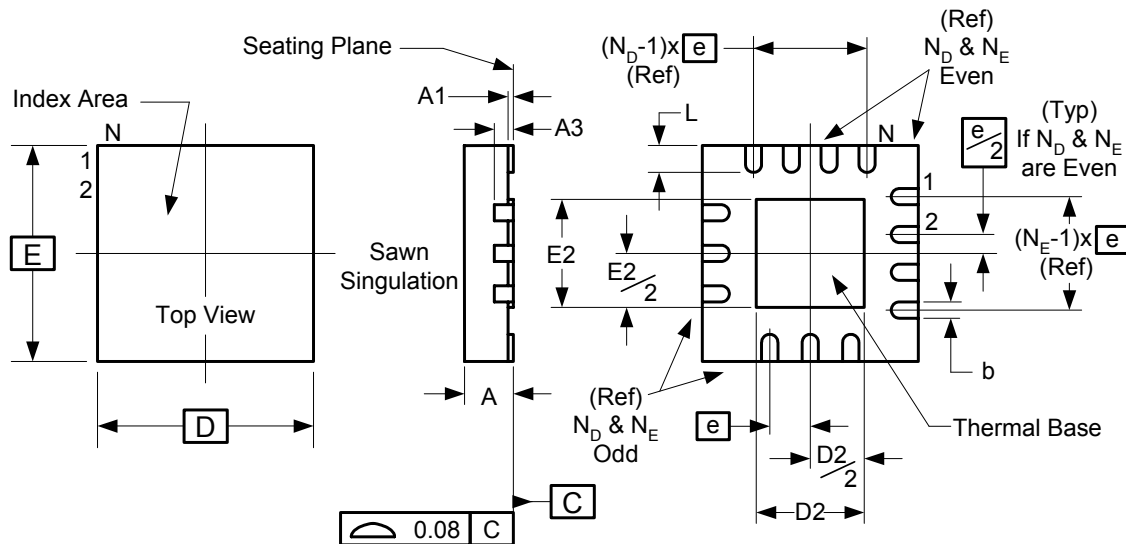 Seating Plane
Index Area
N
1
2
E
Top View
D
A1
A3
Sawn
Singulation
A
C
0.08 C
(N_D-1)x e
(Ref)
(Ref)
N_D & N_E
Even
L
N
e/2
(Typ)
If N_D & N_E
are Even
1
2
(N_E-1)x e
(Ref)
E2
E2/2
b
(Ref)
N_D & N_E
Odd
e
Thermal Base
D2/2
D2